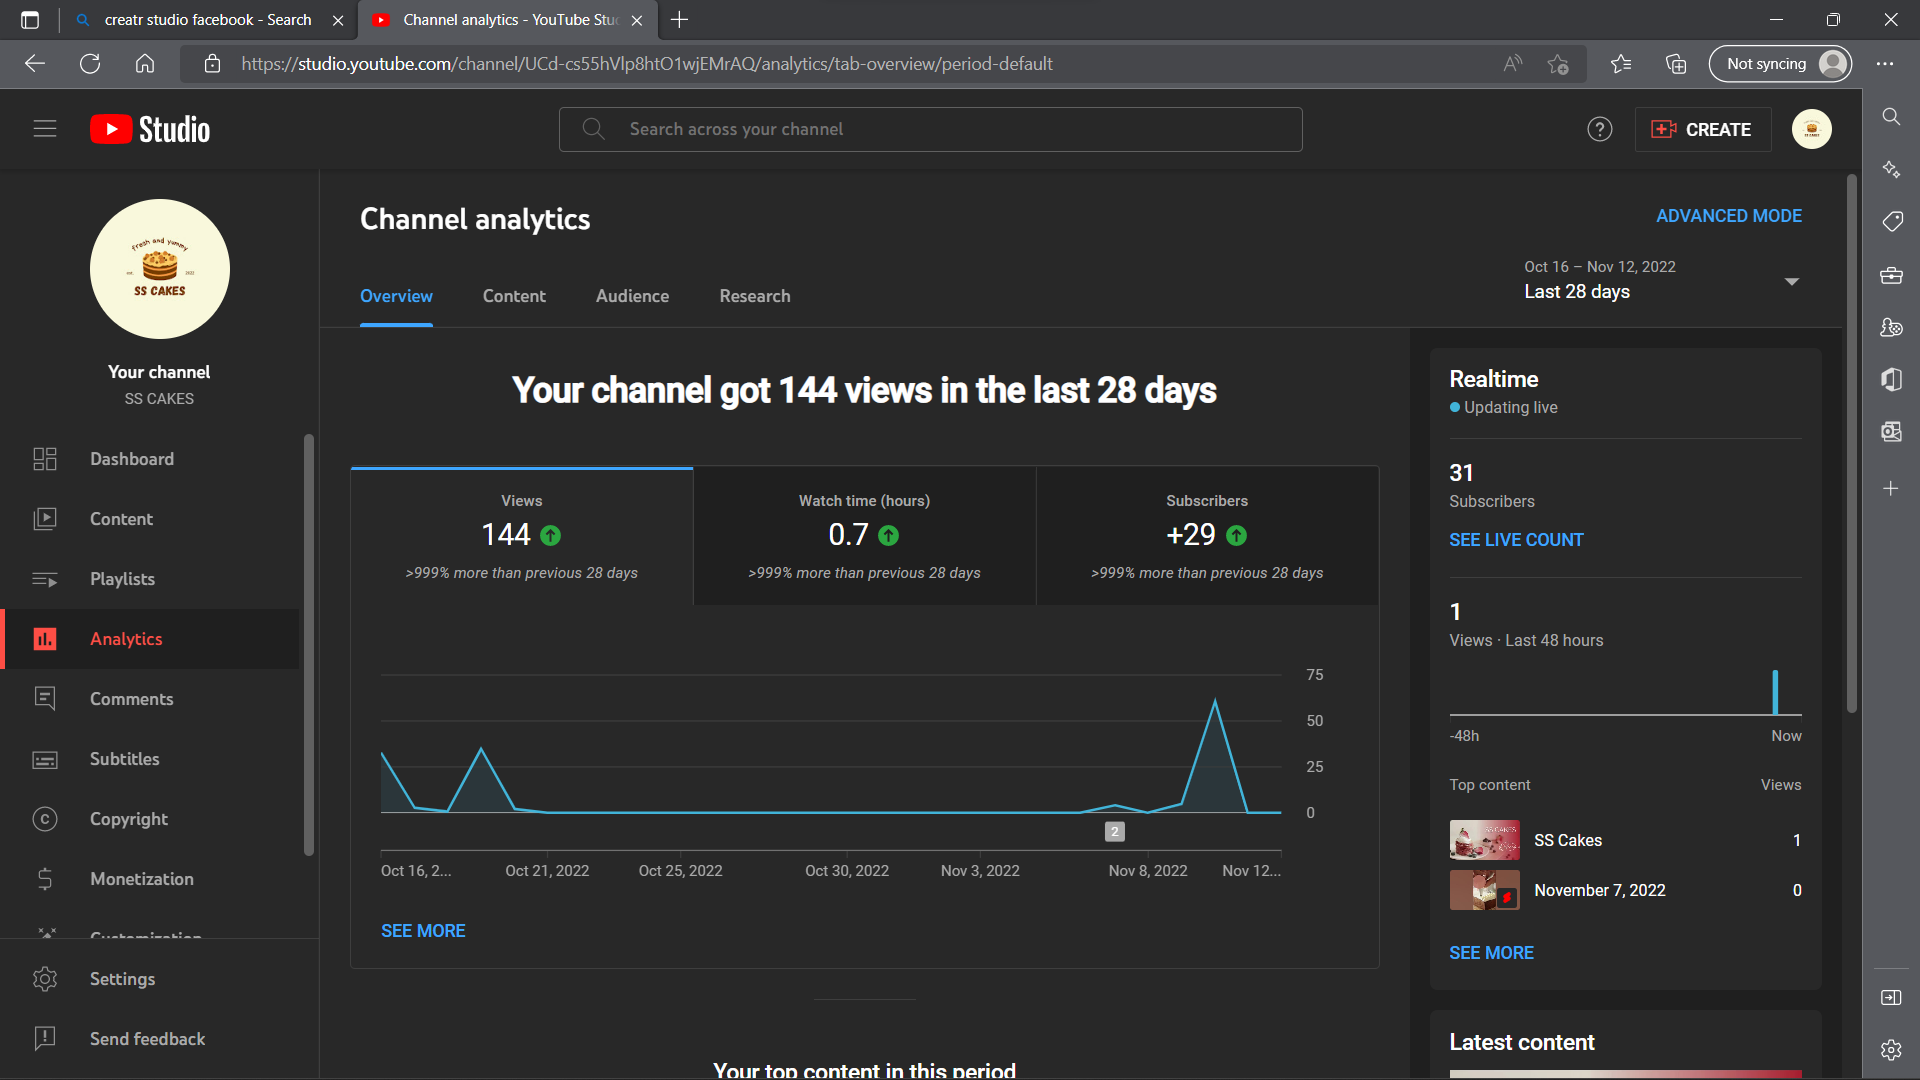 creatr studio facebook - Search
Channel analytics - YouTube Stu
https://studio.youtube.com/channel/UCd-cs55hVlp8htO1wjEMrAQ/analytics/tab-overview/period-default
Not syncing
Studio
Search across your channel
CREATE
fresh and yummy
est. 2022
SS CAKES
Your channel
SS CAKES
Dashboard
Content
Playlists
Analytics
Comments
Subtitles
Copyright
Monetization
Customization
Settings
Send feedback
Channel analytics
ADVANCED MODE
Overview
Content
Audience
Research
Oct 16 – Nov 12, 2022
Last 28 days
Your channel got 144 views in the last 28 days
Views
144
>999% more than previous 28 days
Watch time (hours)
0.7
>999% more than previous 28 days
Subscribers
+29
>999% more than previous 28 days
75
50
25
0
2
Oct 16, 2...
Oct 21, 2022
Oct 25, 2022
Oct 30, 2022
Nov 3, 2022
Nov 8, 2022
Nov 12...
SEE MORE
Your top content in this period
Realtime
Updating live
31
Subscribers
SEE LIVE COUNT
1
Views · Last 48 hours
-48h
Now
Top content
Views
SS CAKES
SS Cakes
1
November 7, 2022
0
SEE MORE
Latest content